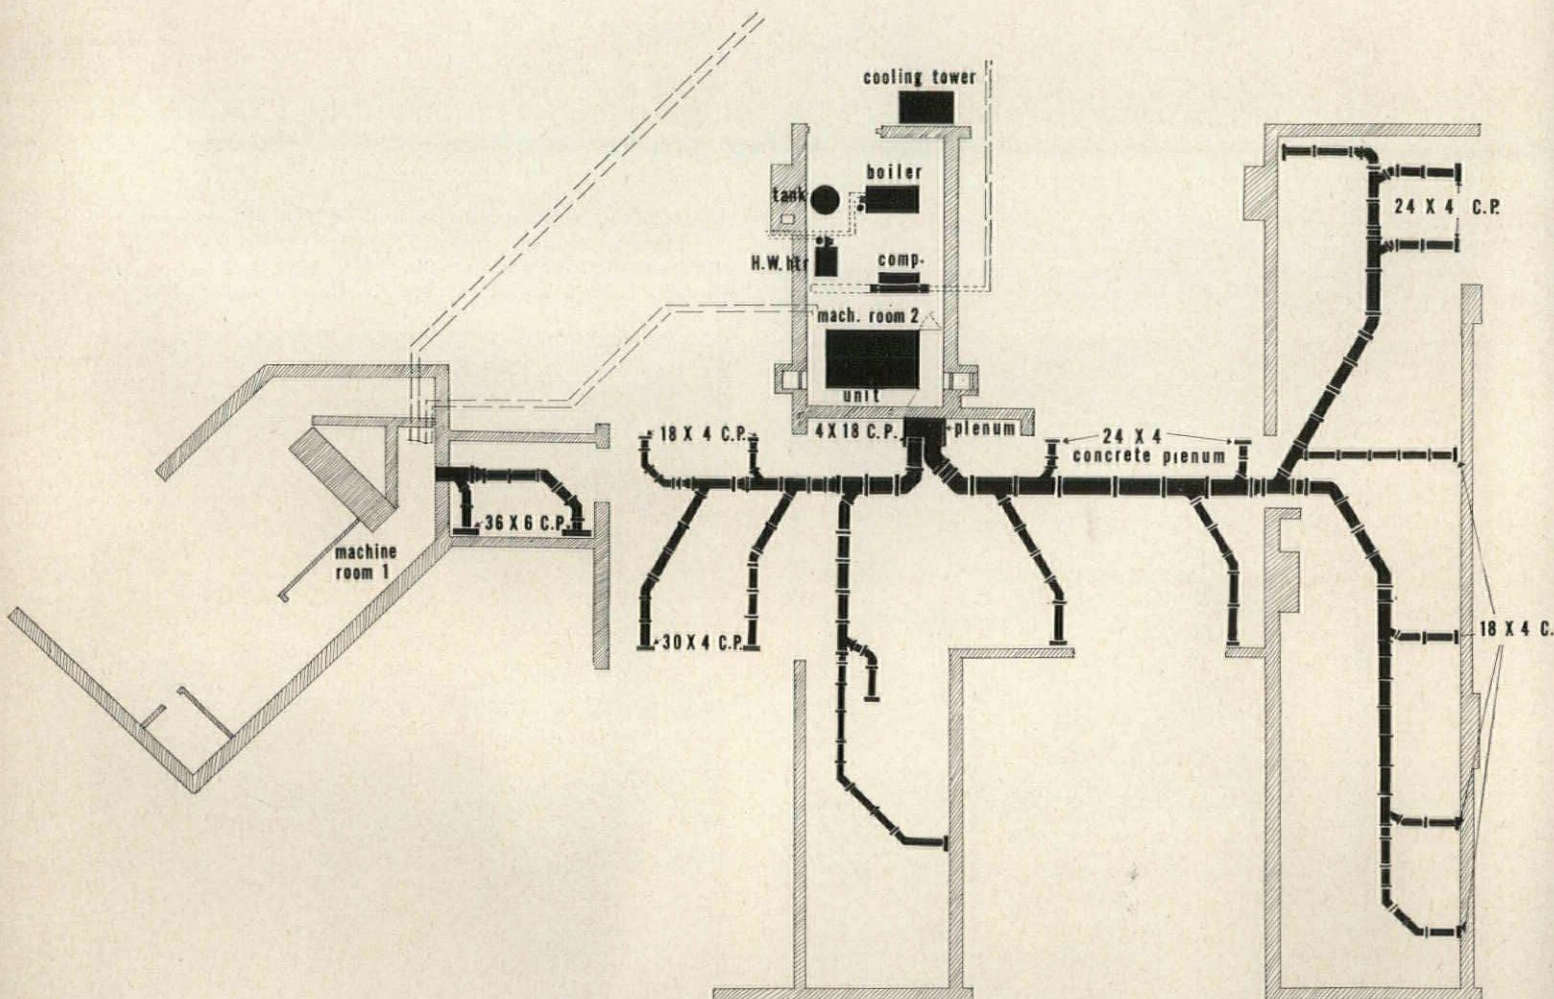 cooling tower
boiler
tank
24 X 4 C.P.
H.W. htr
comp.
mach. room 2
unit
18 X 4 C.P.
4 X 18 C.P.
plenum
24 X 4
concrete plenum
36 X 6 C.P.
machine
room 1
30 X 4 C.P.
18 X 4 C.